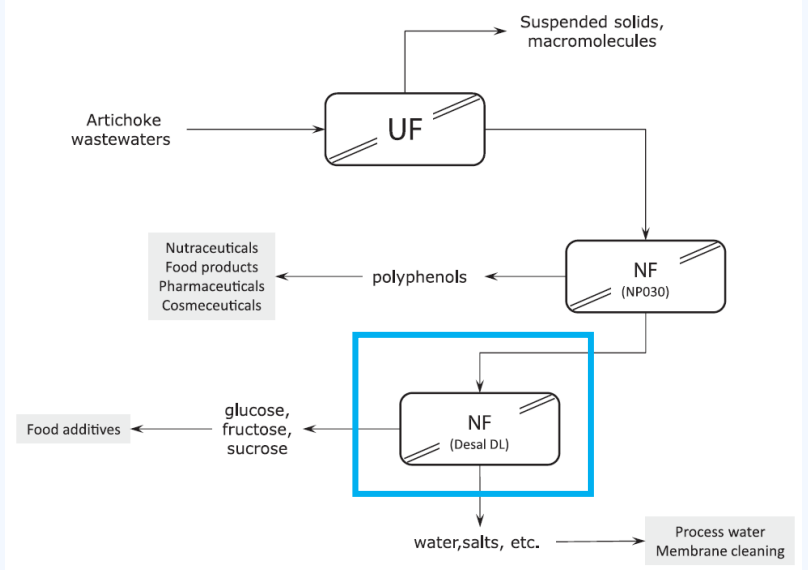 Suspended solids,
macromolecules
Artichoke
wastewaters
UF
Nutraceuticals
Food products
Pharmaceuticals
Cosmeceuticals
polyphenols
NF
(NP030)
Food additives
glucose,
fructose,
sucrose
NF
(Desal DL)
water,salts, etc.
Process water
Membrane cleaning